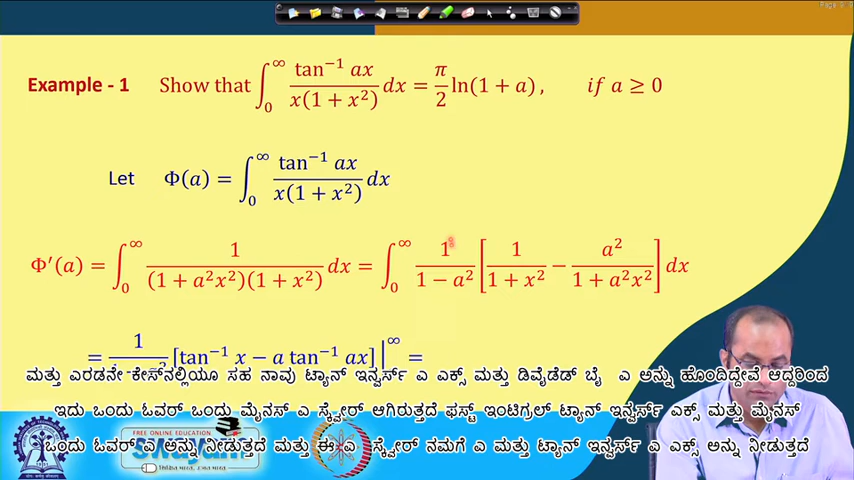 Example - 1 Show that ∫₀^∞ tan⁻¹ ax / x(1 + x²) dx = π/2 ln(1 + a), if a ≥ 0
Let Φ(a) = ∫₀^∞ tan⁻¹ ax / x(1 + x²) dx
Φ′(a) = ∫₀^∞ 1 / (1 + a²x²)(1 + x²) dx = ∫₀^∞ 1 / 1 − a² [ 1 / 1 + x² − a² / 1 + a²x² ] dx
= 1 / [tan⁻¹ x − a tan⁻¹ ax] |^∞ =
ಮತ್ತು ಎರಡನೇ ಕೇಸ್‌ನಲ್ಲಿಯೂ ಸಹ ನಾವು ಟ್ಯಾನ್ ಇನ್ವರ್ಸ್ ಎ ಎಕ್ಸ್ ಮತ್ತು ಡಿವೈಡೆಡ್ ಬೈ ಎ ಅನ್ನು ಹೊಂದಿದ್ದೇವೆ ಆದ್ದರಿಂದ
ಇದು ಒಂದು ಓವರ್ ಒಂದು ಮೈನಸ್ ಎ ಸ್ಕ್ವೇರ್ ಆಗಿರುತ್ತದೆ ಫಸ್ಟ್ ಇಂಟಿಗ್ರಲ್ ಟ್ಯಾನ್ ಇನ್ವರ್ಸ್ ಎಕ್ಸ್ ಮತ್ತು ಮೈನಸ್
ಒಂದು ಓವರ್ ಎ ಅನ್ನು ನೀಡುತ್ತದೆ ಮತ್ತು ಈ ಎ ಸ್ಕ್ವೇರ್ ನಮಗೆ ಎ ಮತ್ತು ಟ್ಯಾನ್ ಇನ್ವರ್ಸ್ ಎ ಎಕ್ಸ್ ಅನ್ನು ನೀಡುತ್ತದೆ